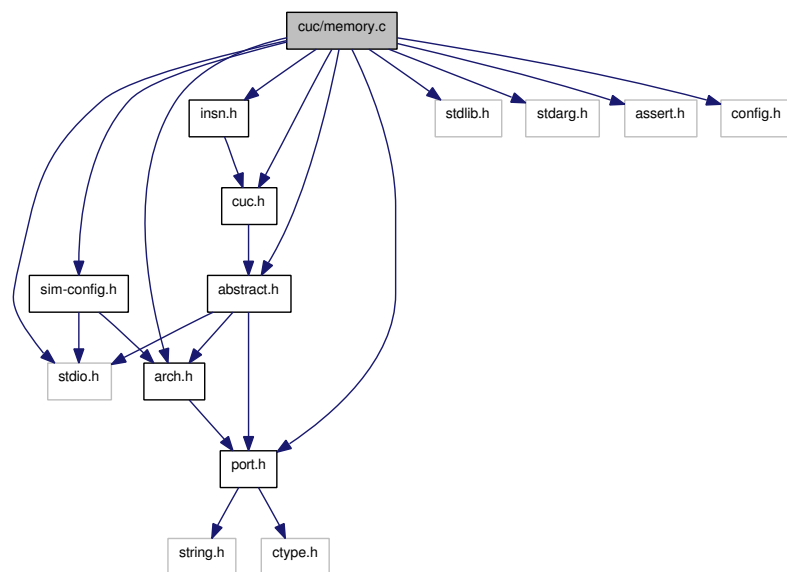 cuc/memory.c
insn.h
stdlib.h
stdarg.h
assert.h
config.h
cuc.h
sim-config.h
abstract.h
stdio.h
arch.h
port.h
string.h
ctype.h